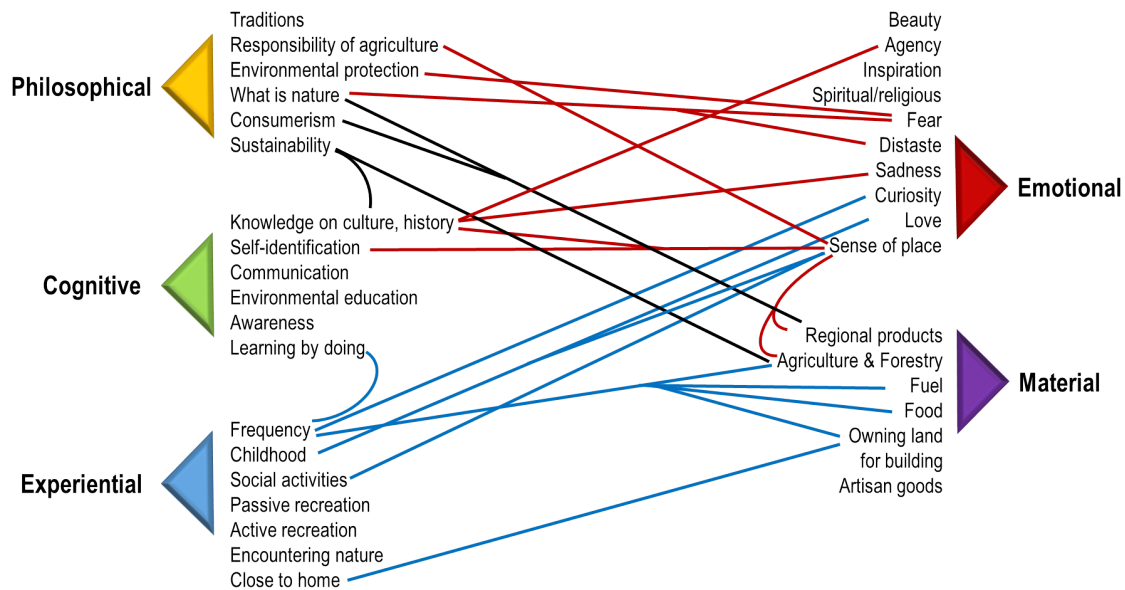 Philosophical
Traditions
Responsibility of agriculture
Environmental protection
What is nature
Consumerism
Sustainability
Cognitive
Knowledge on culture, history
Self-identification
Communication
Environmental education
Awareness
Learning by doing
Experiential
Frequency
Childhood
Social activities
Passive recreation
Active recreation
Encountering nature
Close to home
Beauty
Agency
Inspiration
Spiritual/religious
Fear
Distaste
Sadness
Curiosity
Love
Sense of place
Emotional
Regional products
Agriculture & Forestry
Fuel
Food
Owning land
for building
Artisan goods
Material